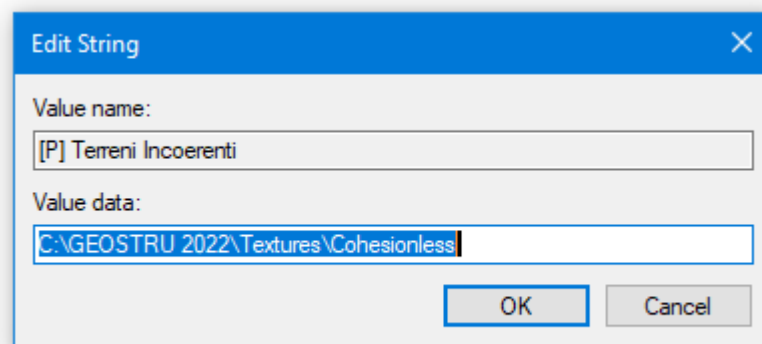 Edit String
Value name:
[P] Terreni Incoerenti
Value data:
C:\GEOSTRU 2022\Textures\Cohesionless
OK Cancel